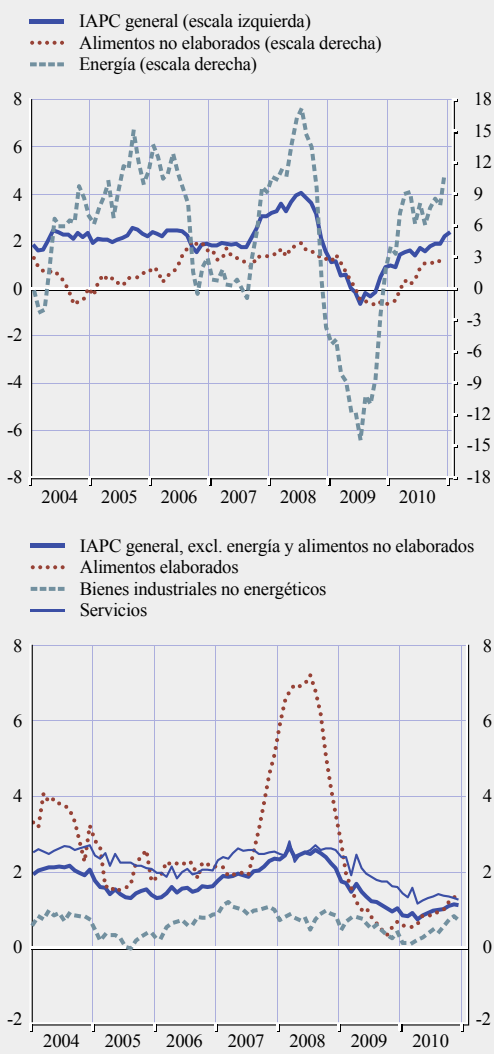 IAPC general (escala izquierda)
Alimentos no elaborados (escala derecha)
Energía (escala derecha)
8 18
15
6
12
4 9
6
2
3
0 0
-3
-2
-6
-4 -9
-12
-6
-15
-8 -18
2004 2005 2006 2007 2008 2009 2010
IAPC general, excl. energía y alimentos no elaborados
Alimentos elaborados
Bienes industriales no energéticos
Servicios
8 8
6 6
4 4
2 2
0 0
-2 -2
2004 2005 2006 2007 2008 2009 2010